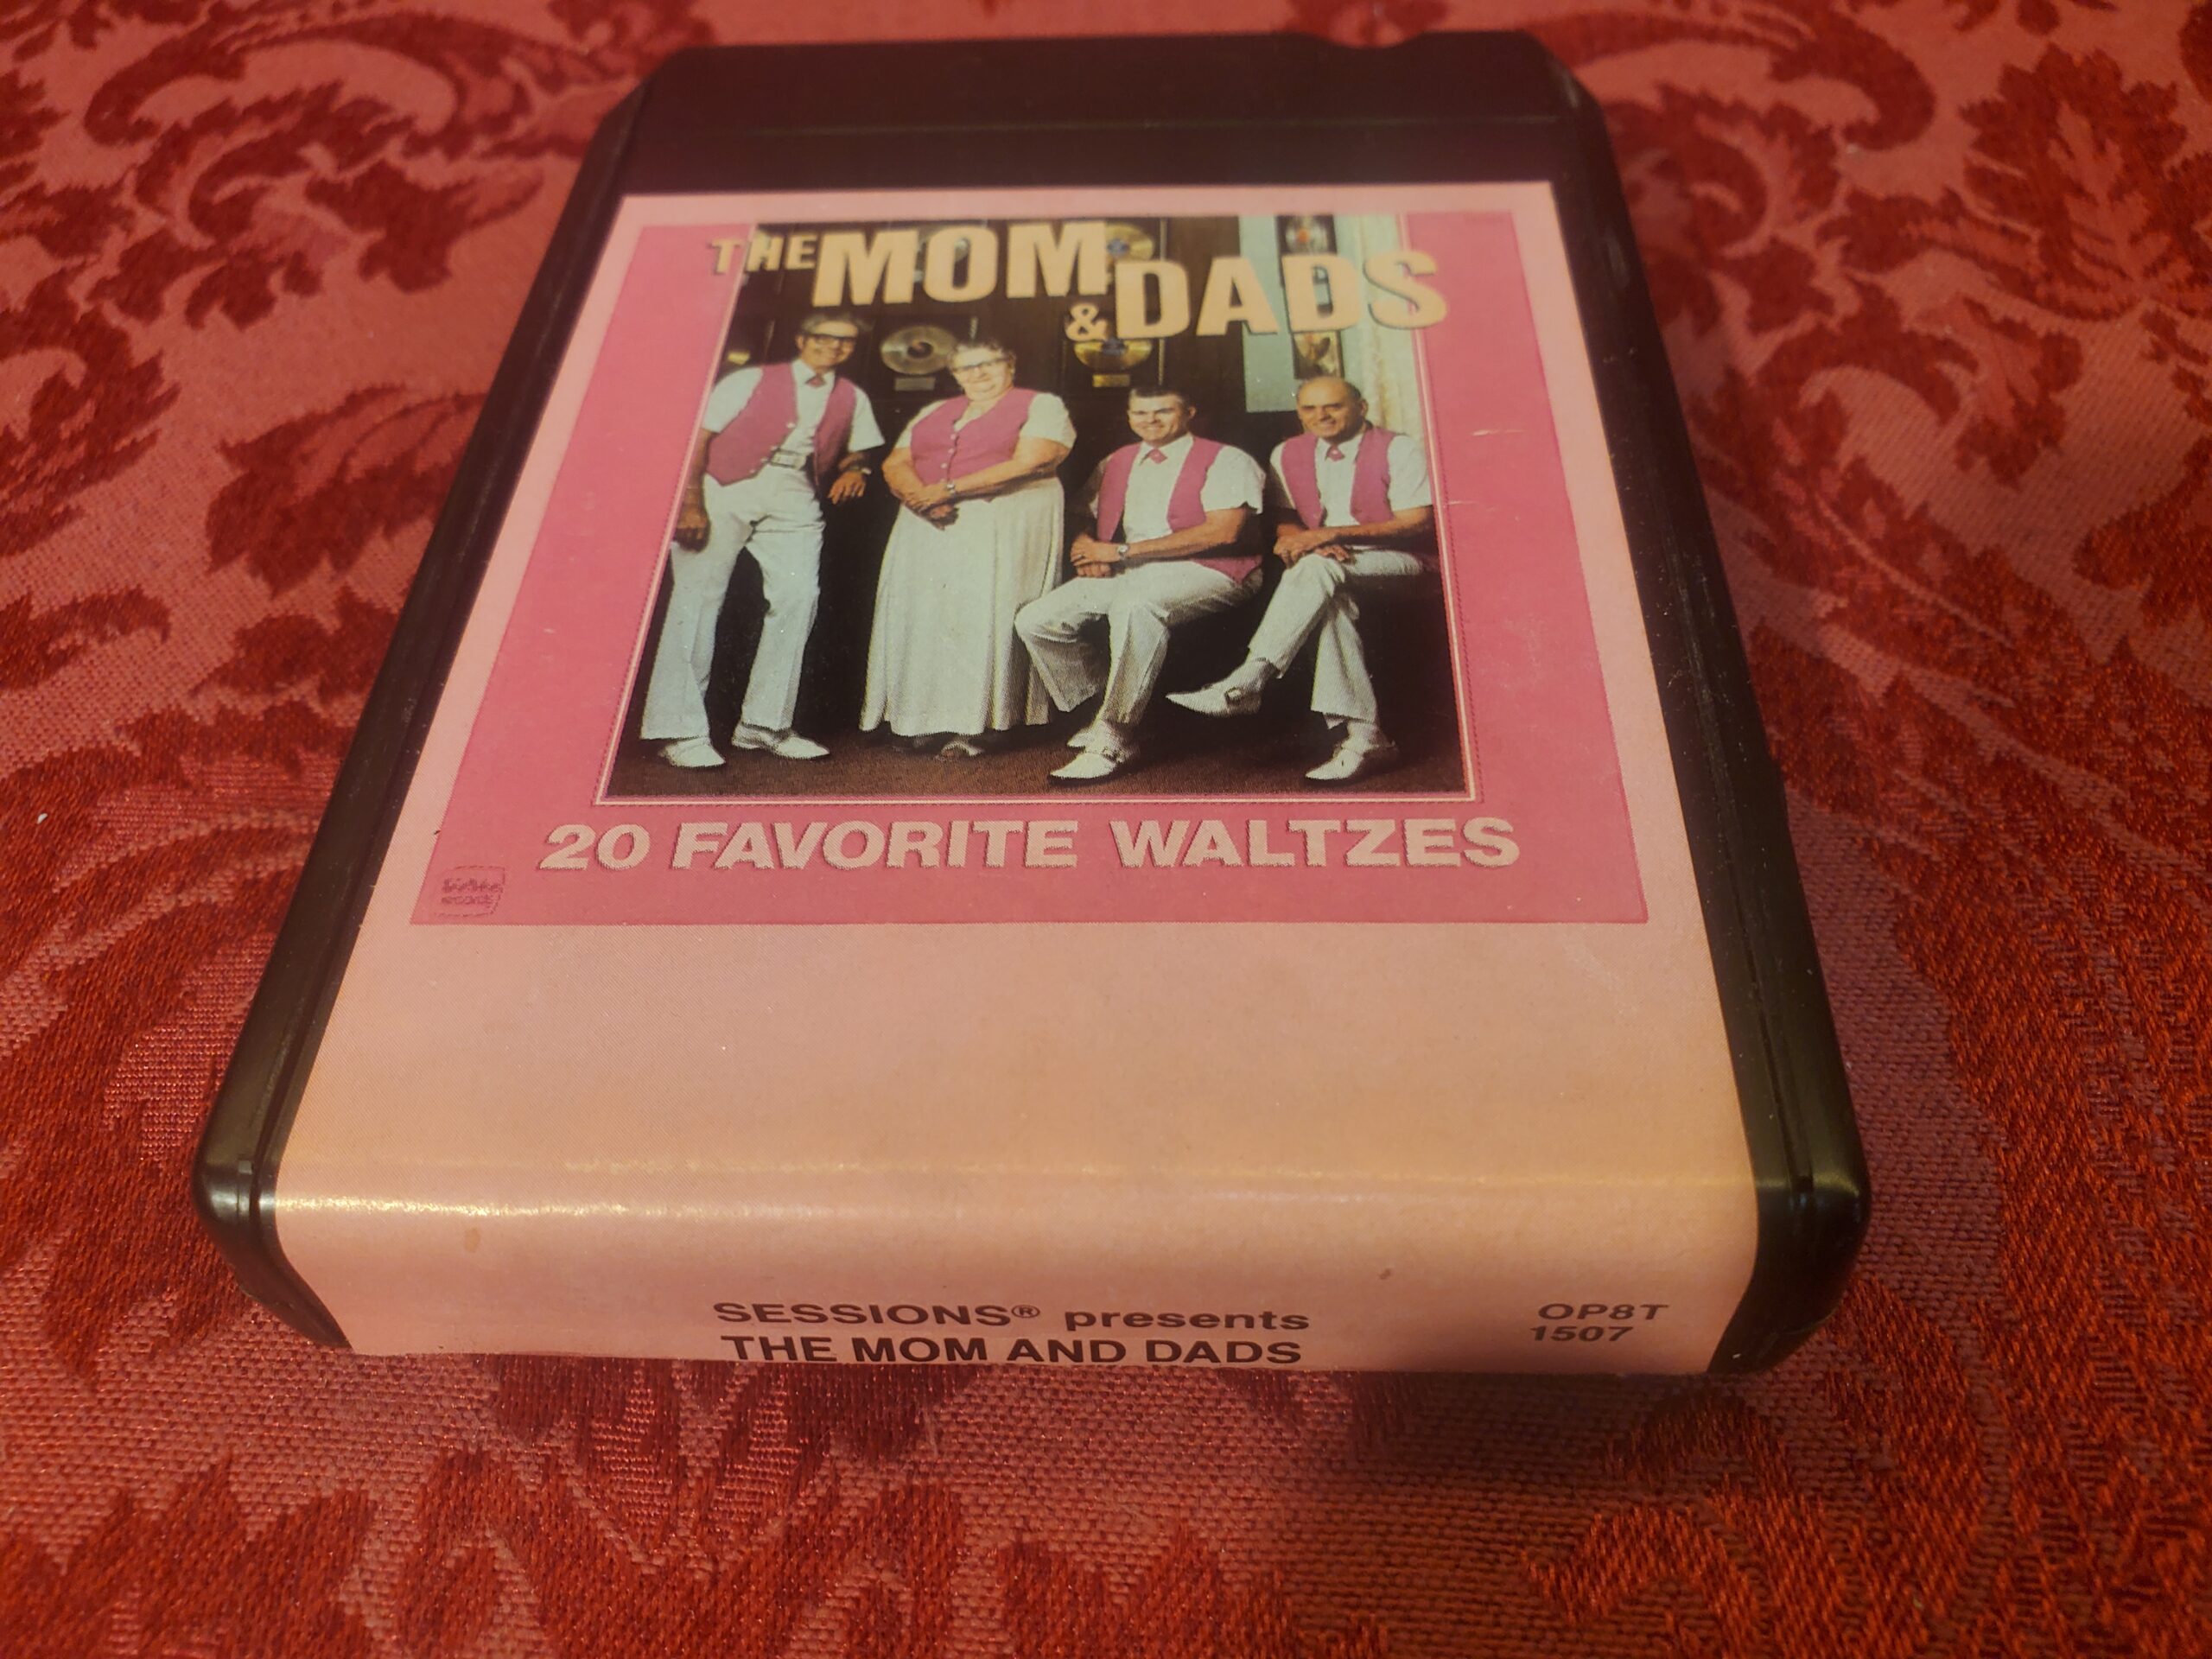 THE MOM
& DADS
20 FAVORITE WALTZES
SESSIONS® presents
THE MOM AND DADS
OP8T
1507